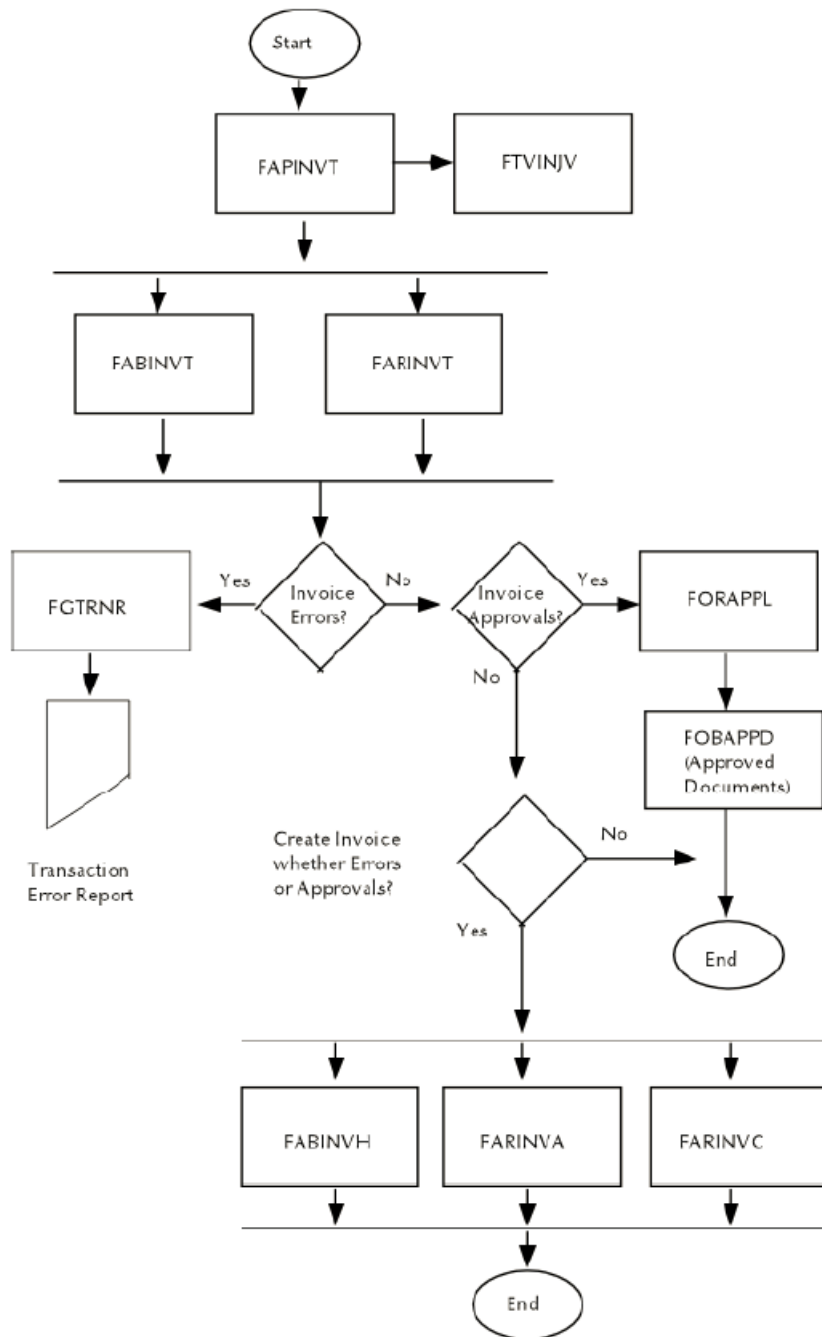 Start
FAPINVT
FTVINJV
FABINVT
FARINVT
Yes
Invoice
Errors?
No
Invoice
Approvals?
Yes
FGTRNR
FORAPPL
No
FOBAPPD
(Approved
Documents)
Transaction
Error Report
Create Invoice
whether Errors
or Approvals?
No
Yes
End
FABINVH
FARINVA
FARINVC
End